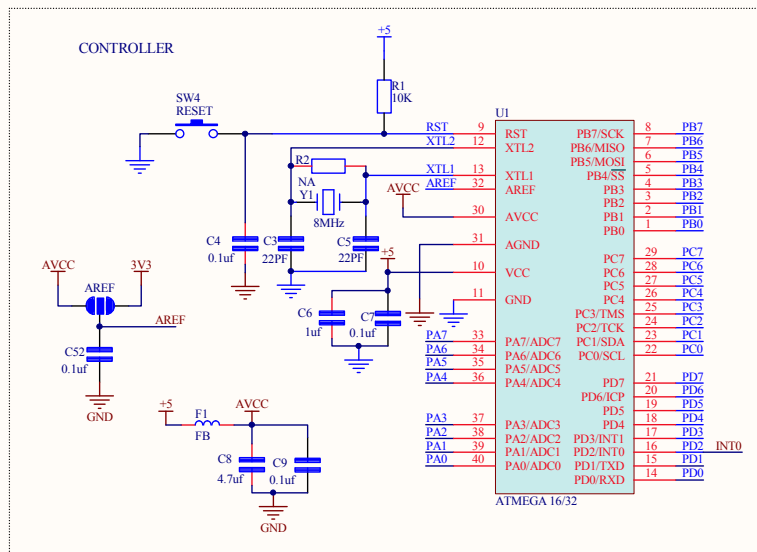 CONTROLLER
+5
R1
10K
SW4
RESET
U1
RST 9 RST PB7/SCK 8 PB7
XTL2 12 XTL2 PB6/MISO 7 PB6
PB5/MOSI 6 PB5
R2
XTL1 13 XTL1 PB4/SS 5 PB4
AREF 32 AREF PB3 4 PB3
NA
Y1
8MHz
AVCC
PB2 3 PB2
30 AVCC PB1 2 PB1
PB0 1 PB0
C4
0.1uf
C3
22PF
C5
22PF
31 AGND
+5
PC7 29 PC7
10 VCC PC6 28 PC6
PC5 27 PC5
11 GND PC4 26 PC4
PC3/TMS 25 PC3
PC2/TCK 24 PC2
AVCC
3V3
AREF
AREF
C6
1uf
C7
0.1uf
PA7 33 PA7/ADC7 PC1/SDA 23 PC1
PA6 34 PA6/ADC6 PC0/SCL 22 PC0
PA5 35 PA5/ADC5
PA4 36 PA4/ADC4 PD7 21 PD7
PD6/ICP 20 PD6
C52
0.1uf
GND
PD5 19 PD5
PA3 37 PA3/ADC3 PD4 18 PD4
PA2 38 PA2/ADC2 PD3/INT1 17 PD3
PA1 39 PA1/ADC1 PD2/INT0 16 PD2 INT0
PA0 40 PA0/ADC0 PD1/TXD 15 PD1
PD0/RXD 14 PD0
ATMEGA 16/32
+5
F1
FB
AVCC
C8
4.7uf
C9
0.1uf
GND